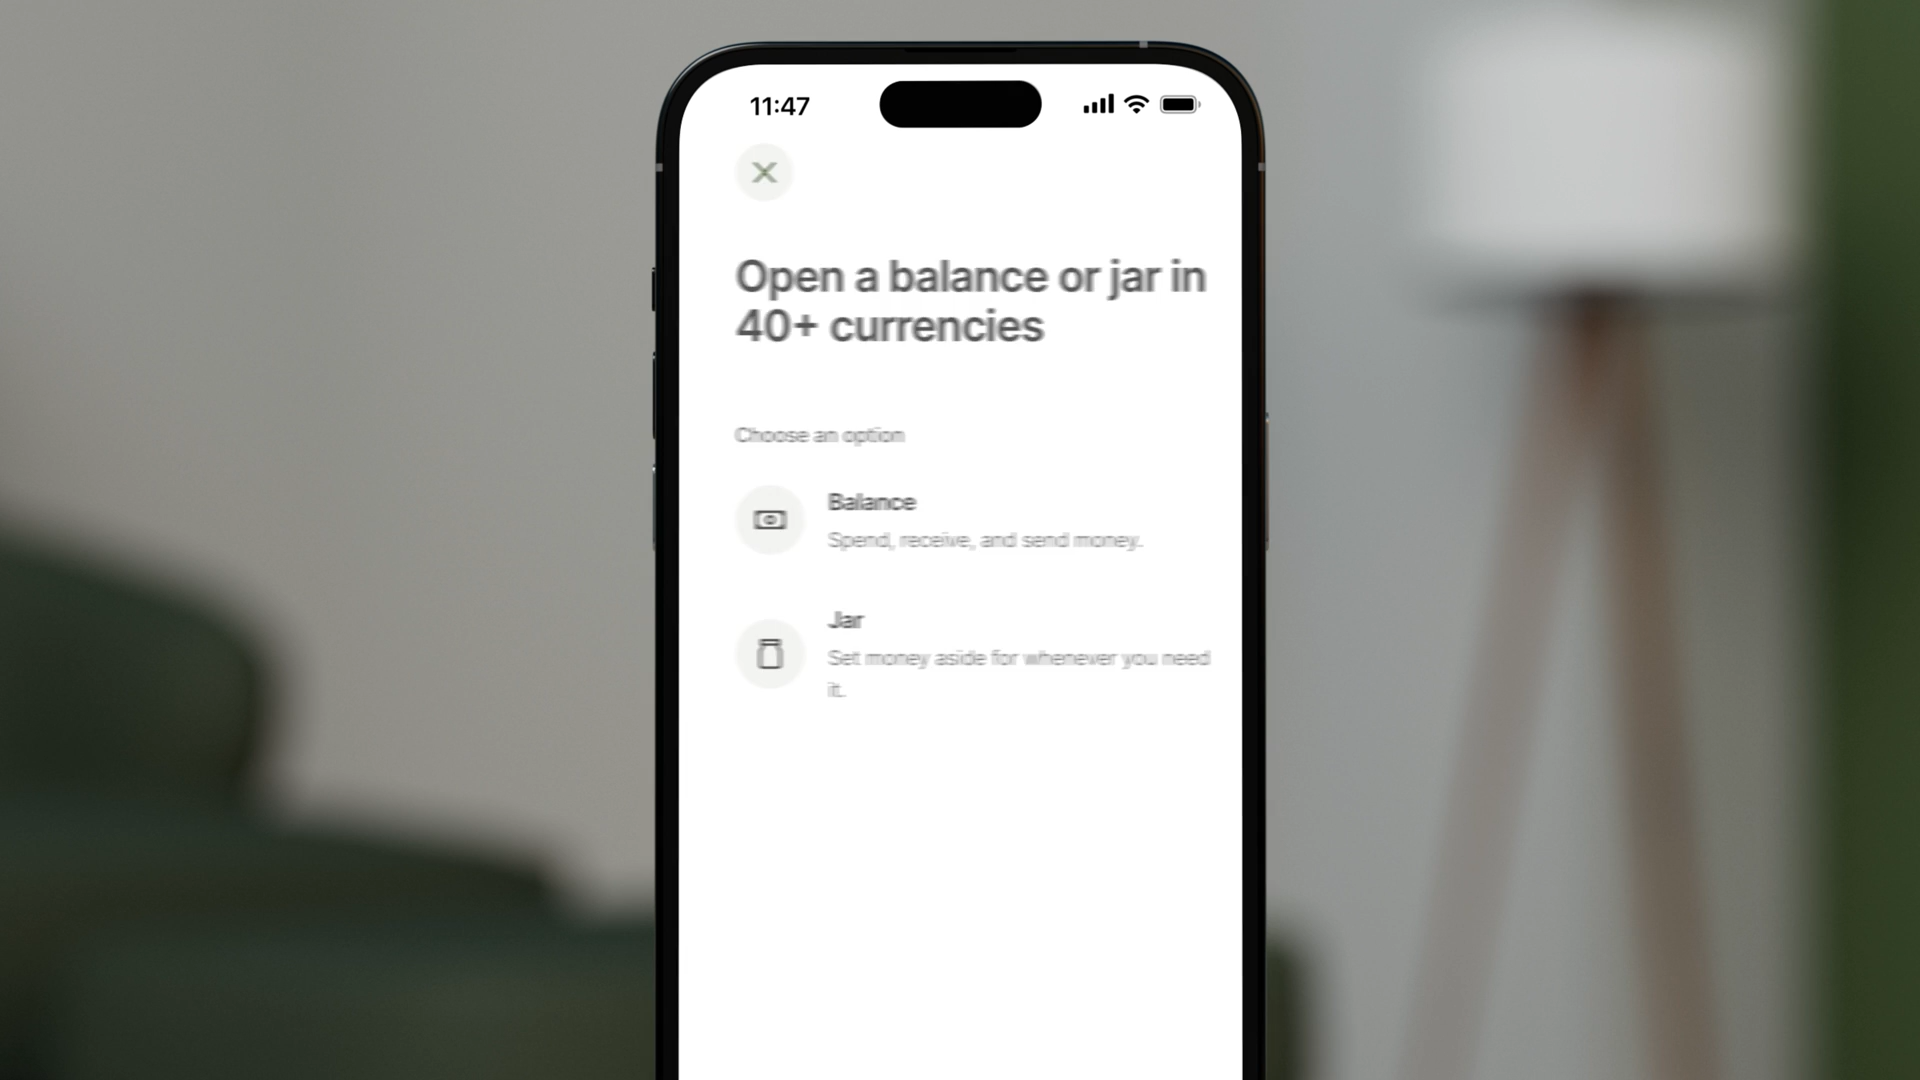 11:47
Open a balance or jar in
40+ currencies
Choose an option
Balance
Spend, receive, and send money.
Jar
Set money aside for whenever you need
it.